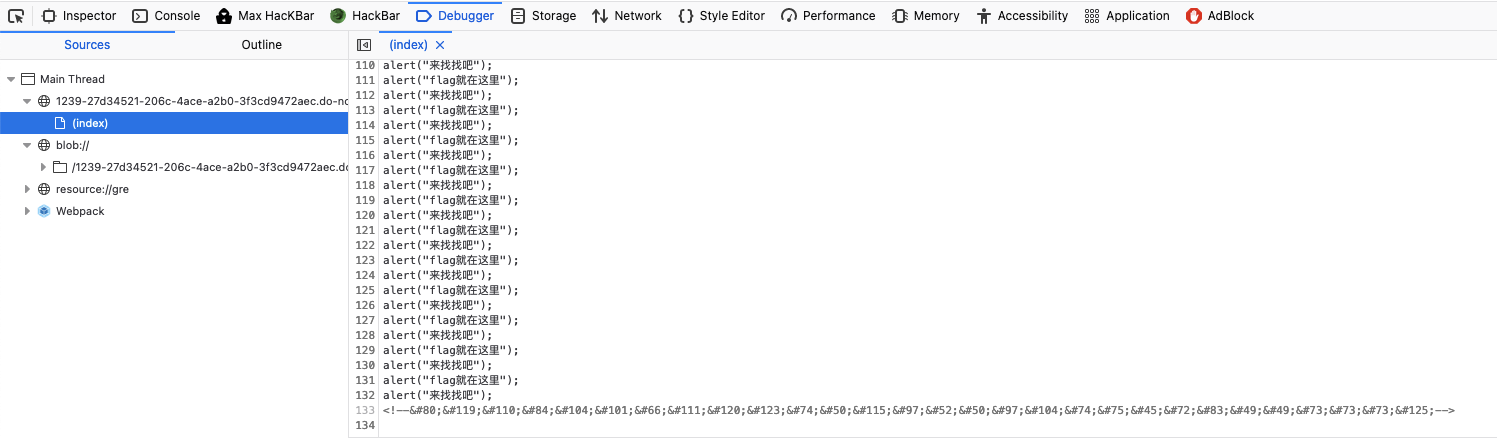 Inspector Console Max HacKBar HackBar Debugger Storage Network Style Editor Performance Memory Accessibility Application AdBlock
Sources Outline
Main Thread
1239-27d34521-206c-4ace-a2b0-3f3cd9472aec.do-no
(index)
blob://
/1239-27d34521-206c-4ace-a2b0-3f3cd9472aec.do
resource://gre
Webpack
(index)
110 alert("来找找吧");
111 alert("flag就在这里");
112 alert("来找找吧");
113 alert("flag就在这里");
114 alert("来找找吧");
115 alert("flag就在这里");
116 alert("来找找吧");
117 alert("flag就在这里");
118 alert("来找找吧");
119 alert("flag就在这里");
120 alert("来找找吧");
121 alert("flag就在这里");
122 alert("来找找吧");
123 alert("flag就在这里");
124 alert("来找找吧");
125 alert("flag就在这里");
126 alert("来找找吧");
127 alert("flag就在这里");
128 alert("来找找吧");
129 alert("flag就在这里");
130 alert("来找找吧");
131 alert("flag就在这里");
132 alert("来找找吧");
133 <!--&#80;&#119;&#110;&#84;&#104;&#101;&#66;&#111;&#120;&#123;&#74;&#50;&#115;&#97;&#52;&#50;&#97;&#104;&#74;&#75;&#45;&#72;&#83;&#49;&#49;&#73;&#73;&#73;&#125;-->
134